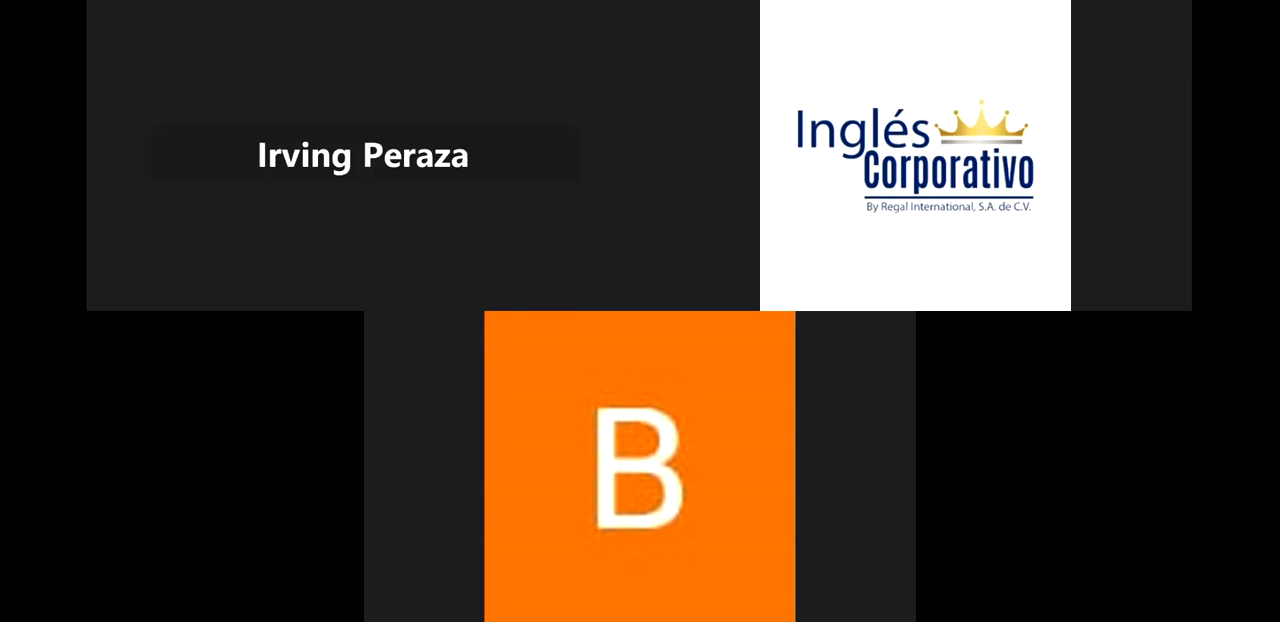 Irving Peraza
Inglés
Corporativo
By Regal International, S.A. de C.V.
B